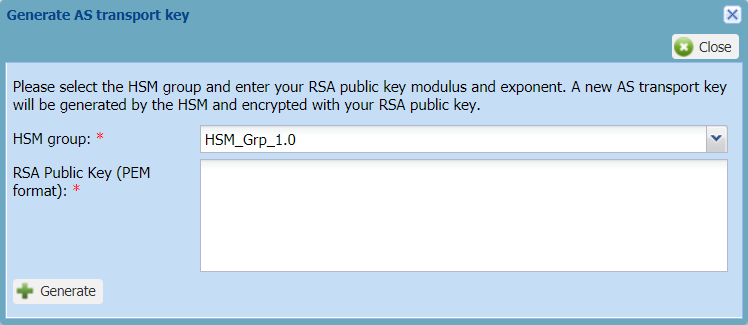 Generate AS transport key
Close
Please select the HSM group and enter your RSA public key modulus and exponent. A new AS transport key
will be generated by the HSM and encrypted with your RSA public key.
HSM group: *
HSM_Grp_1.0
RSA Public Key (PEM
format): *
Generate